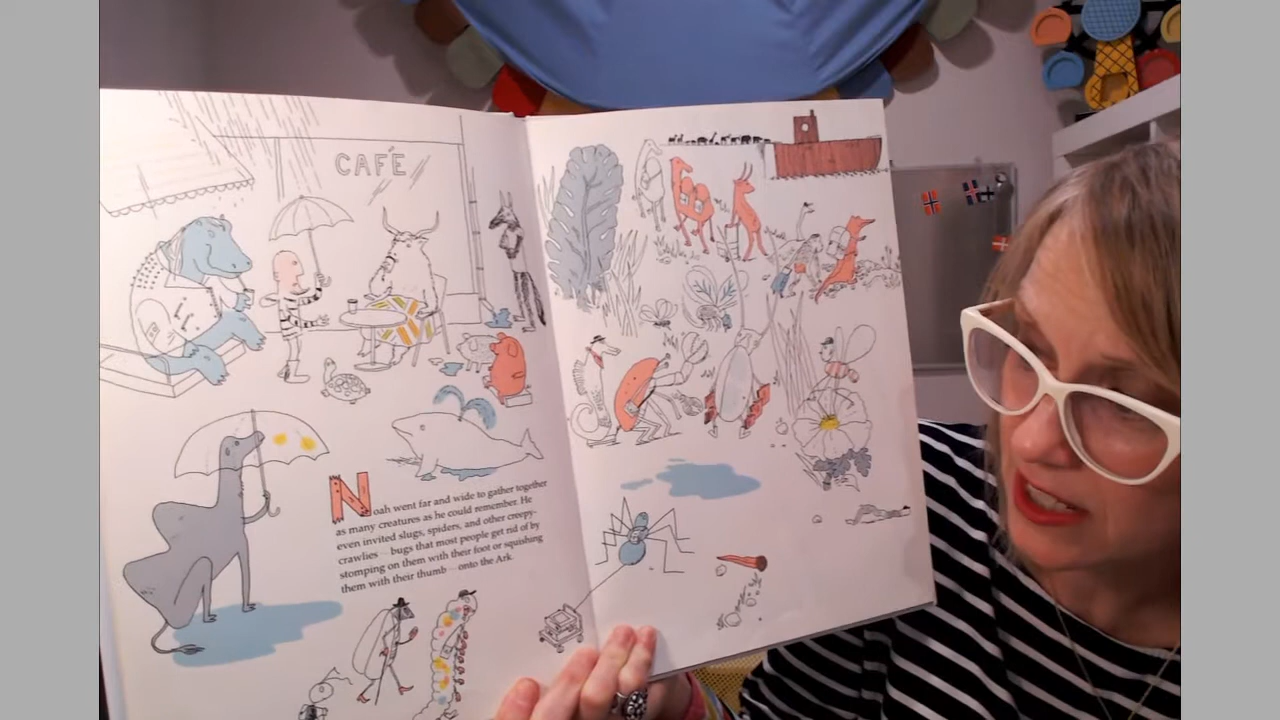 CAFÉ
Noah went far and wide to gather together
as many creatures as he could remember. He
even invited slugs, spiders, and other creepy-
crawlies – bugs that most people get rid of by
stomping on them with their foot or squishing
them with their thumb – onto the Ark.